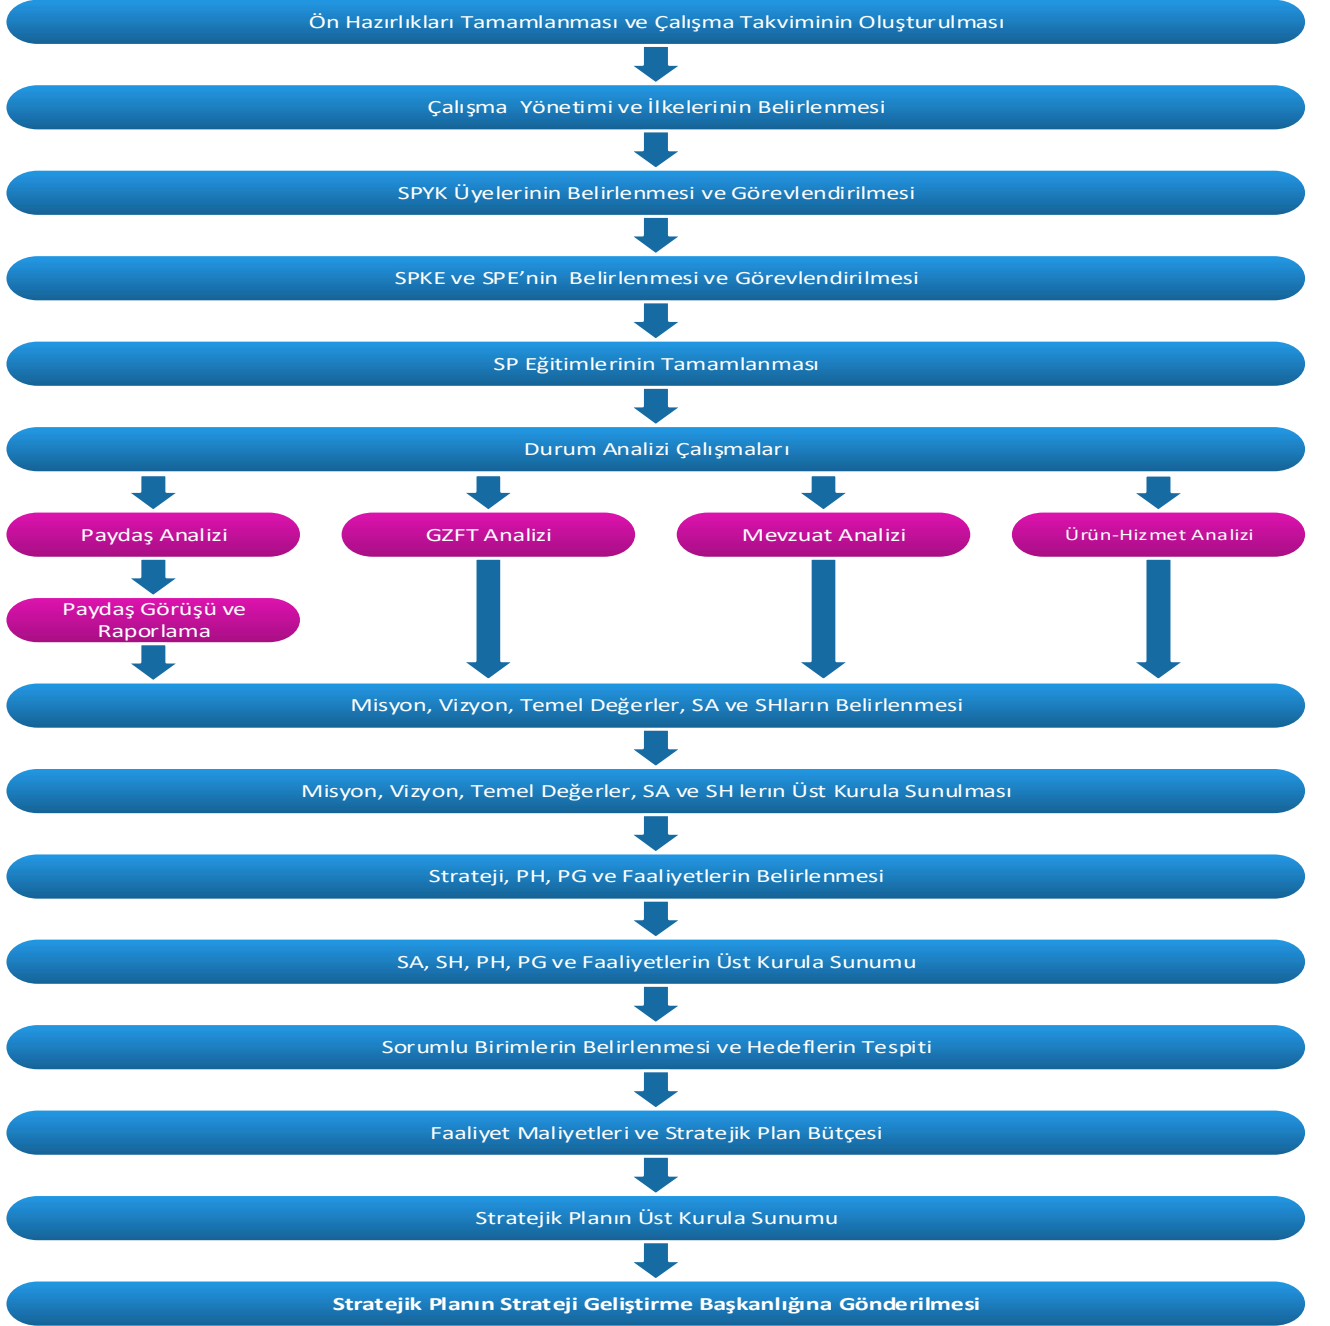 Ön Hazırlıkları Tamamlanması ve Çalışma Takviminin Oluşturulması
Çalışma Yönetimi ve İlkelerinin Belirlenmesi
SPYK Üyelerinin Belirlenmesi ve Görevlendirilmesi
SPKE ve SPE’nin Belirlenmesi ve Görevlendirilmesi
SP Eğitimlerinin Tamamlanması
Durum Analizi Çalışmaları
Paydaş Analizi
GZFT Analizi
Mevzuat Analizi
Ürün-Hizmet Analizi
Paydaş Görüşü ve
Raporlama
Misyon, Vizyon, Temel Değerler, SA ve SHların Belirlenmesi
Misyon, Vizyon, Temel Değerler, SA ve SH lerın Üst Kurula Sunulması
Strateji, PH, PG ve Faaliyetlerin Belirlenmesi
SA, SH, PH, PG ve Faaliyetlerin Üst Kurula Sunumu
Sorumlu Birimlerin Belirlenmesi ve Hedeflerin Tespiti
Faaliyet Maliyetleri ve Stratejik Plan Bütçesi
Stratejik Planın Üst Kurula Sunumu
Stratejik Planın Strateji Geliştirme Başkanlığına Gönderilmesi